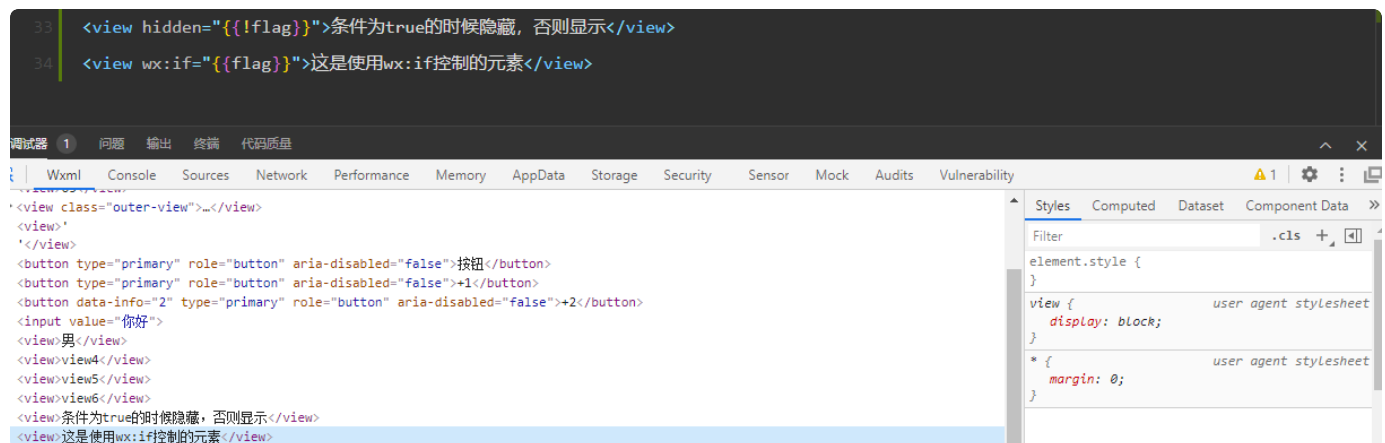 33 <view hidden="{{!flag}}">条件为true的时候隐藏，否则显示</view>
34 <view wx:if="{{flag}}">这是使用wx:if控制的元素</view>
调试器 1 问题 输出 终端 代码质量
Wxml Console Sources Network Performance Memory AppData Storage Security Sensor Mock Audits Vulnerability 1
<view class="outer-view">…</view>
<view>'
'</view>
<button type="primary" role="button" aria-disabled="false">按钮</button>
<button type="primary" role="button" aria-disabled="false">+1</button>
<button data-info="2" type="primary" role="button" aria-disabled="false">+2</button>
<input value="你好">
<view>男</view>
<view>view4</view>
<view>view5</view>
<view>view6</view>
<view>条件为true的时候隐藏，否则显示</view>
<view>这是使用wx:if控制的元素</view>
Styles Computed Dataset Component Data »
Filter .cls +
element.style {
}
view { user agent stylesheet
display: block;
}
* { user agent stylesheet
margin: 0;
}